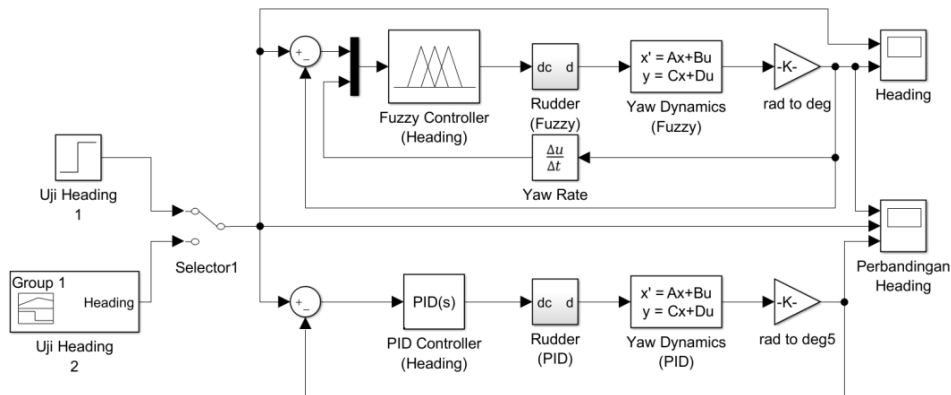 x' = Ax+Bu
y = Cx+Du
dc d
-K-
Fuzzy Controller
(Heading)
Rudder
(Fuzzy)
Yaw Dynamics
(Fuzzy)
rad to deg
Heading
Δu
Δt
Yaw Rate
Uji Heading
1
Selector1
Group 1
Heading
Uji Heading
2
Perbandingan
Heading
PID(s)
dc d
x' = Ax+Bu
y = Cx+Du
-K-
PID Controller
(Heading)
Rudder
(PID)
Yaw Dynamics
(PID)
rad to deg5